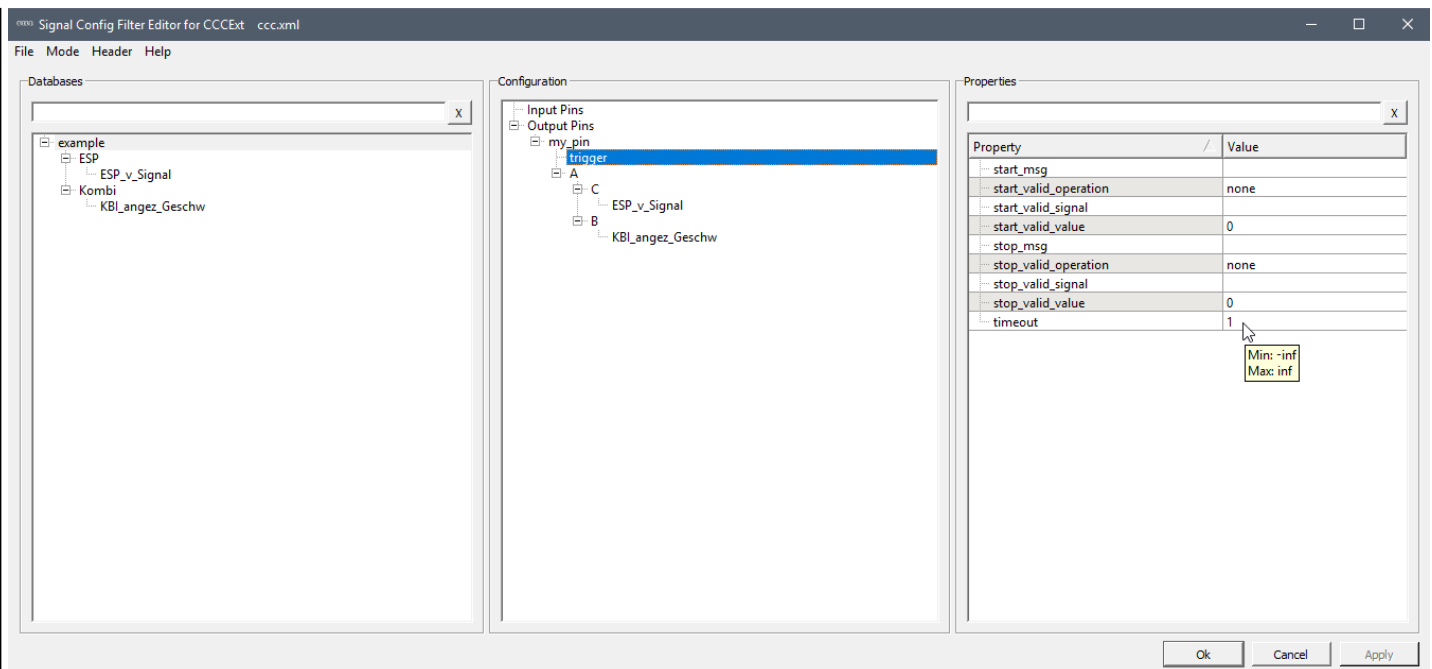 Signal Config Filter Editor for CCCExt ccc.xml
File Mode Header Help
Databases
X
example
ESP
ESP_v_Signal
Kombi
KBI_angez_Geschw
Configuration
Input Pins
Output Pins
my_pin
trigger
A
C
ESP_v_Signal
B
KBI_angez_Geschw
Properties
X
Property Value
start_msg
start_valid_operation none
start_valid_signal
start_valid_value 0
stop_msg
stop_valid_operation none
stop_valid_signal
stop_valid_value 0
timeout 1
Min: -inf
Max: inf
Ok Cancel Apply